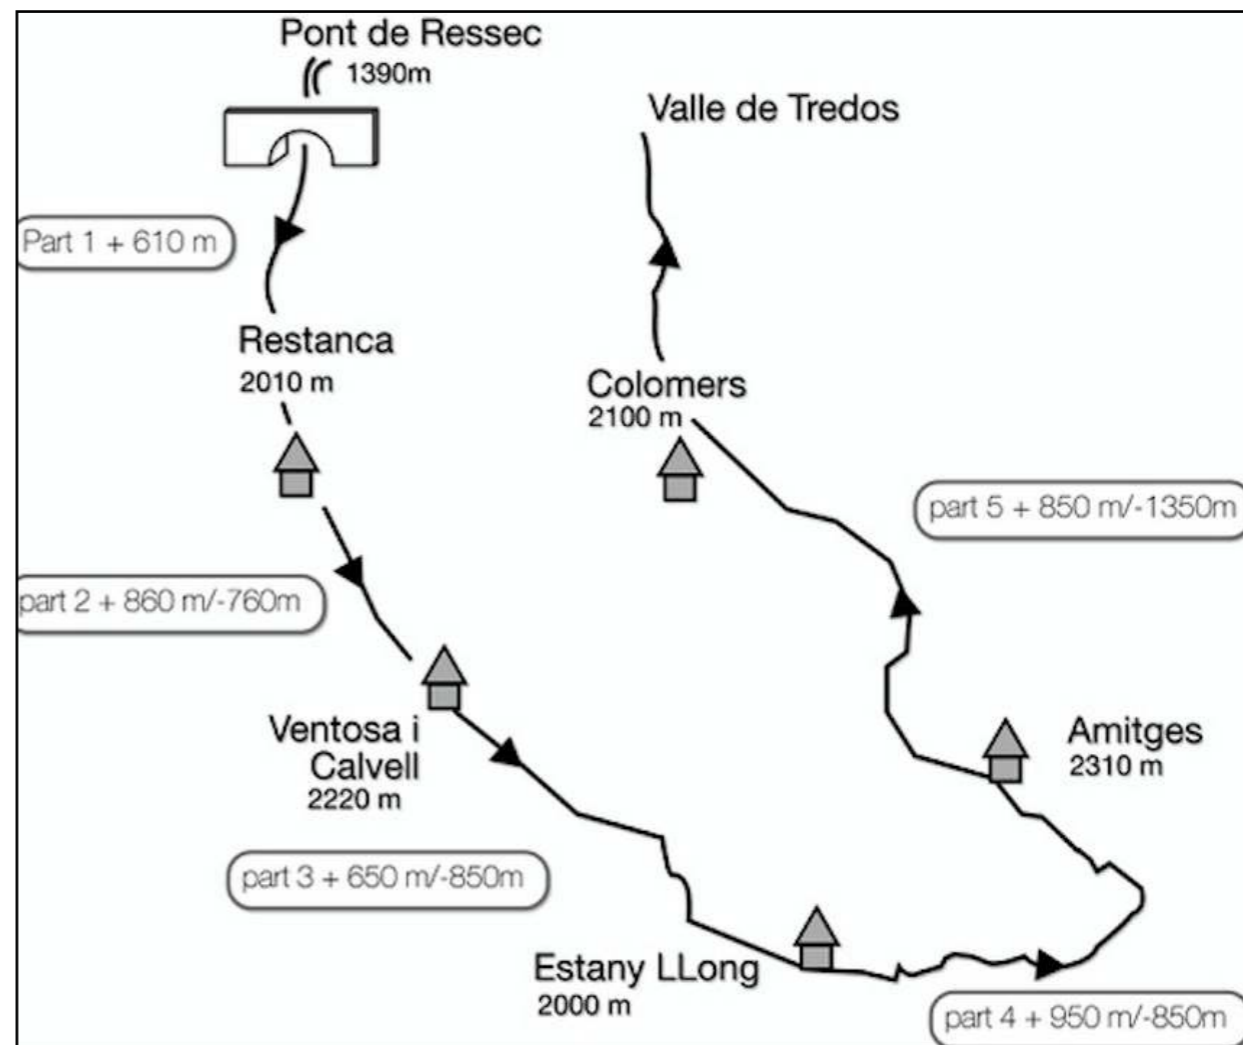 Pont de Ressec
1390m
Valle de Tredos
Part 1 + 610 m
Restanca
2010 m
Colomers
2100 m
part 5 + 850 m/-1350m
part 2 + 860 m/-760m
Ventosa i
Calvell
2220 m
Amitges
2310 m
part 3 + 650 m/-850m
Estany LLong
2000 m
part 4 + 950 m/-850m